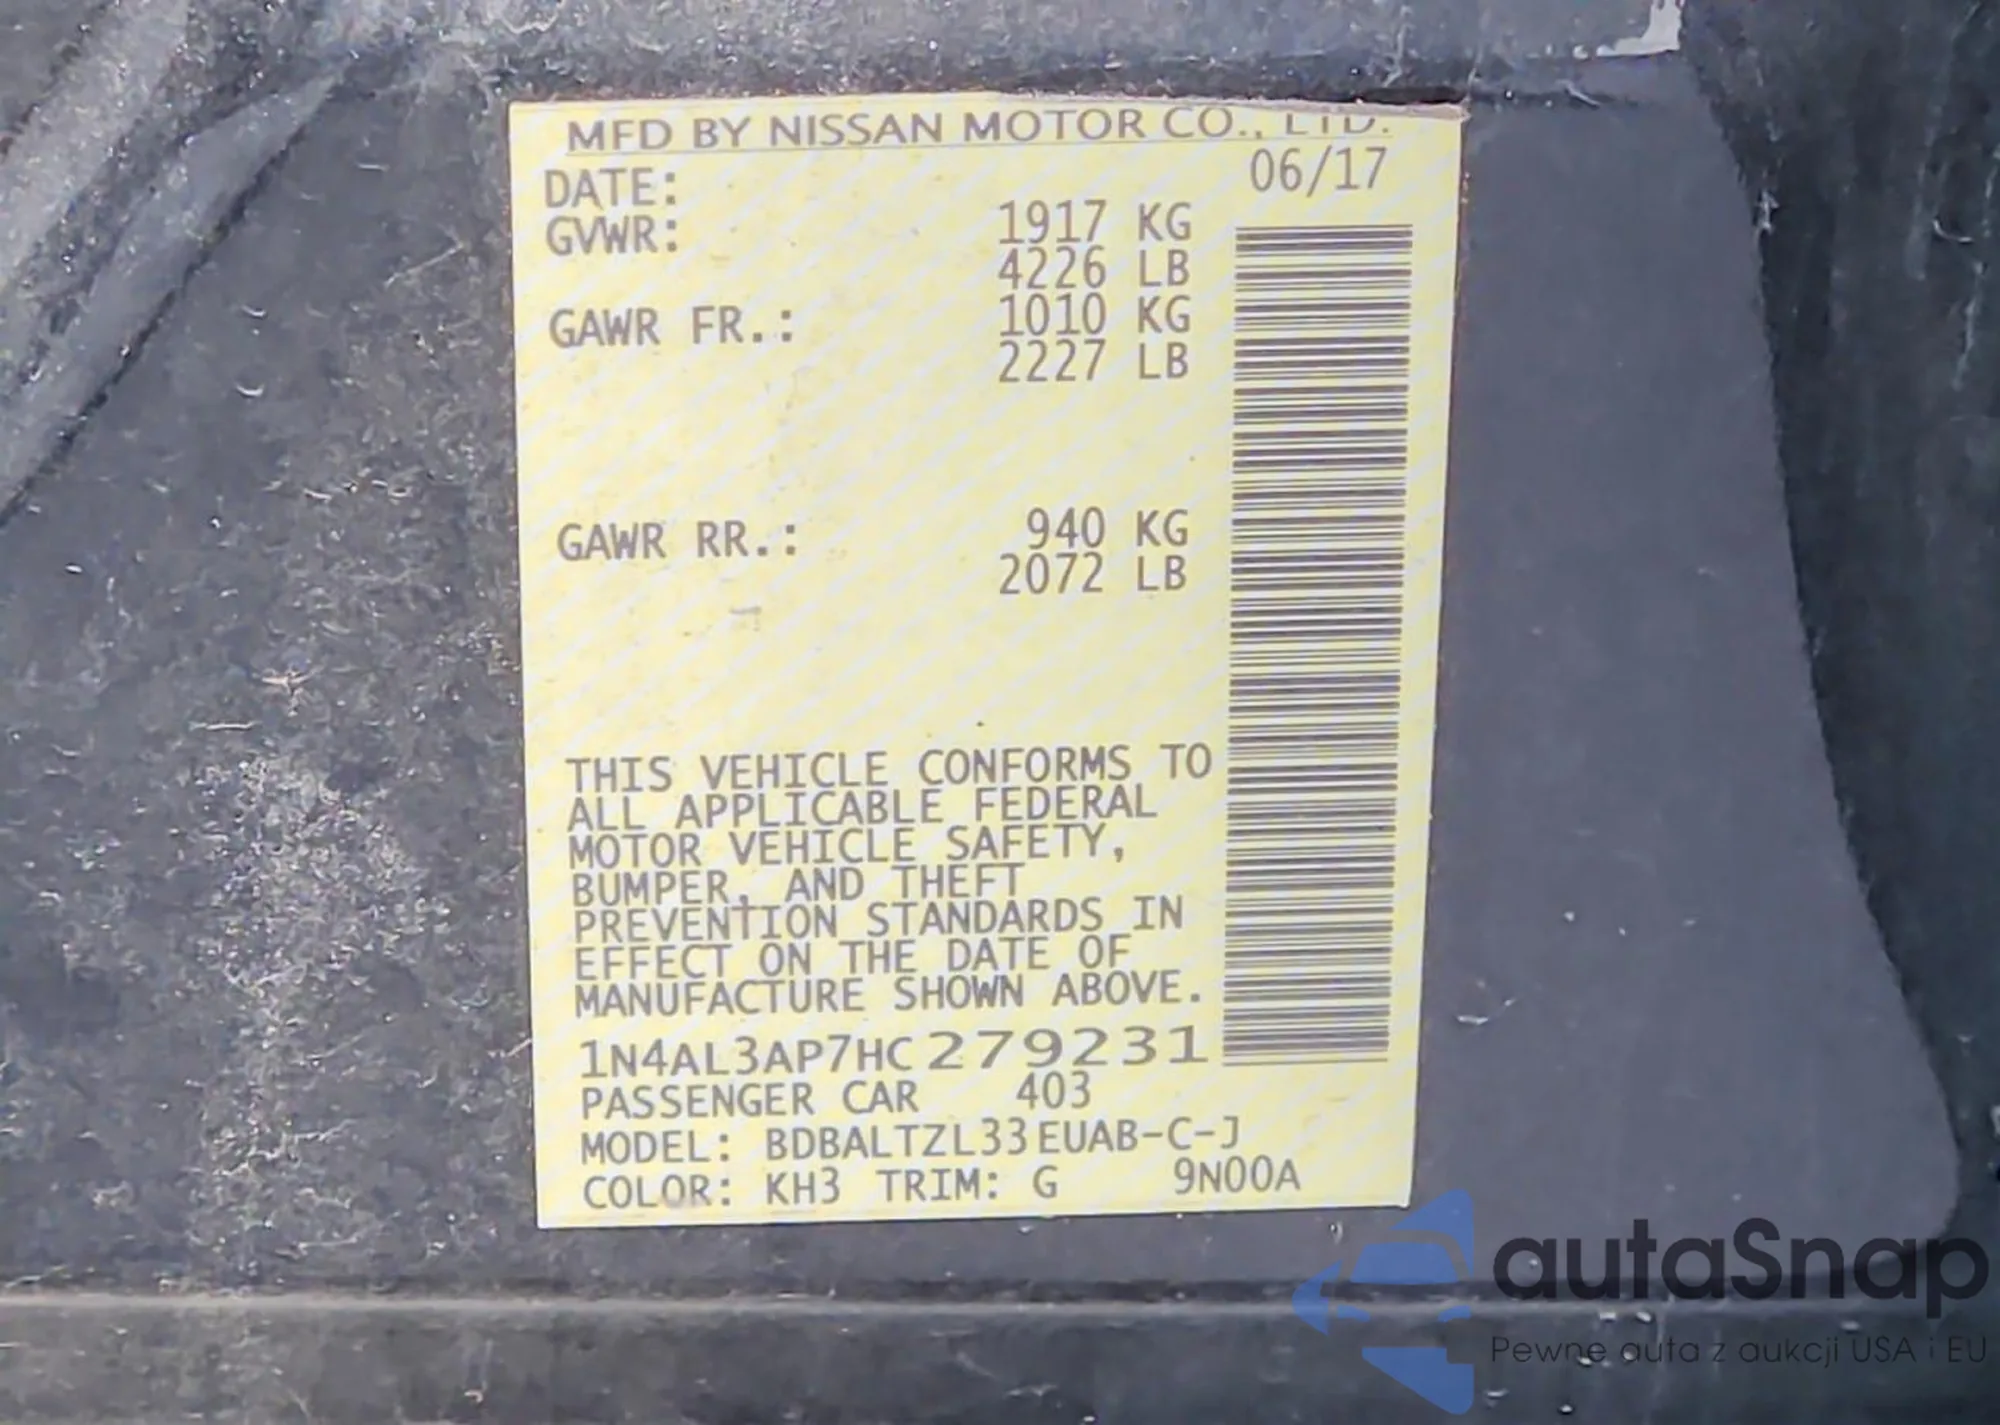 MFD BY NISSAN MOTOR CO., LTD.
DATE: 06/17
GVWR: 1917 KG
4226 LB
GAWR FR.: 1010 KG
2227 LB
GAWR RR.: 940 KG
2072 LB
THIS VEHICLE CONFORMS TO
ALL APPLICABLE FEDERAL
MOTOR VEHICLE SAFETY,
BUMPER, AND THEFT
PREVENTION STANDARDS IN
EFFECT ON THE DATE OF
MANUFACTURE SHOWN ABOVE.
1N4AL3AP7HC279231
PASSENGER CAR 403
MODEL: BDBALTZL33EUAB-C-J
COLOR: KH3 TRIM: G 9N00A
autaSnap
Pewne auta z aukcji USA i EU